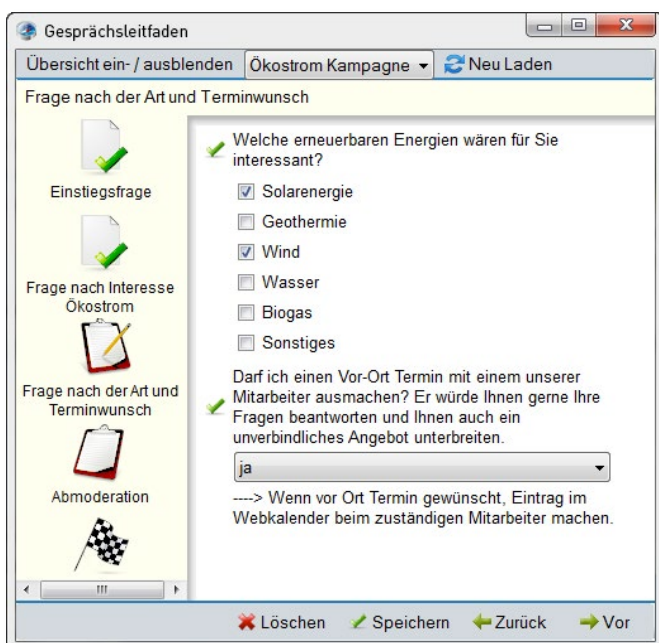 Gesprächsleitfaden
Übersicht ein- / ausblenden Ökostrom Kampagne Neu Laden
Frage nach der Art und Terminwunsch
Einstiegsfrage
Frage nach Interesse
Ökostrom
Frage nach der Art und
Terminwunsch
Abmoderation
Welche erneuerbaren Energien wären für Sie
interessant?
Solarenergie
Geothermie
Wind
Wasser
Biogas
Sonstiges
Darf ich einen Vor-Ort Termin mit einem unserer
Mitarbeiter ausmachen? Er würde Ihnen gerne Ihre
Fragen beantworten und Ihnen auch ein
unverbindliches Angebot unterbreiten.
ja
----> Wenn vor Ort Termin gewünscht, Eintrag im
Webkalender beim zuständigen Mitarbeiter machen.
Löschen Speichern Zurück Vor